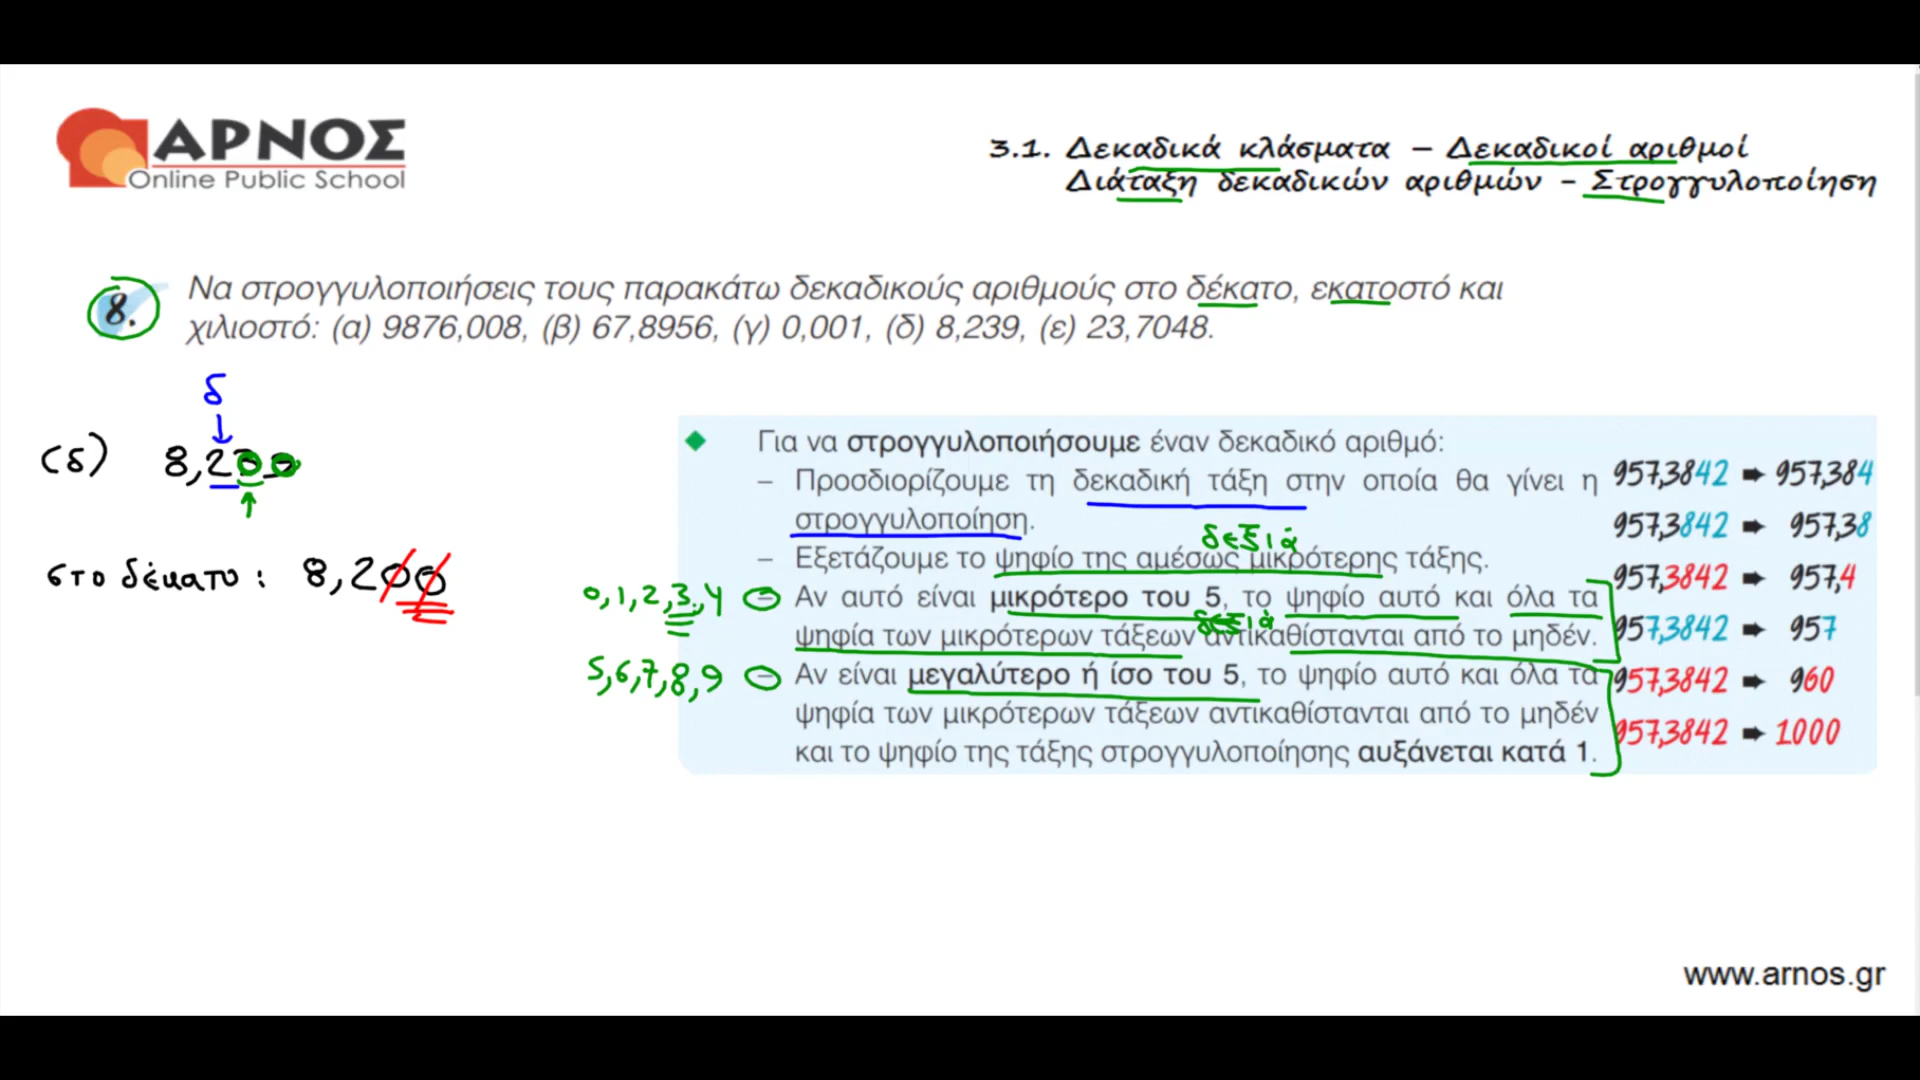 ΑΡΝΟΣ
Online Public School
3.1. Δεκαδικά κλάσματα – Δεκαδικοί αριθμοί
Διάταξη δεκαδικών αριθμών – Στρογγυλοποίηση
8. Να στρογγυλοποιήσεις τους παρακάτω δεκαδικούς αριθμούς στο δέκατο, εκατοστό και
χιλιοστό: (α) 9876,008, (β) 67,8956, (γ) 0,001, (δ) 8,239, (ε) 23,7048.
δ
(δ) 8,200
στο δέκατο: 8,200
Για να στρογγυλοποιήσουμε έναν δεκαδικό αριθμό:
– Προσδιορίζουμε τη δεκαδική τάξη στην οποία θα γίνει η
στρογγυλοποίηση.
δεξιά
– Εξετάζουμε το ψηφίο της αμέσως μικρότερης τάξης.
0,1,2,3,4 – Αν αυτό είναι μικρότερο του 5, το ψηφίο αυτό και όλα τα
δεξιά
ψηφία των μικρότερων τάξεων αντικαθίστανται από το μηδέν.
5,6,7,8,9 – Αν είναι μεγαλύτερο ή ίσο του 5, το ψηφίο αυτό και όλα τα
ψηφία των μικρότερων τάξεων αντικαθίστανται από το μηδέν
και το ψηφίο της τάξης στρογγυλοποίησης αυξάνεται κατά 1.
957,3842 ➡ 957,384
957,3842 ➡ 957,38
957,3842 ➡ 957,4
957,3842 ➡ 957
957,3842 ➡ 960
957,3842 ➡ 1000
www.arnos.gr